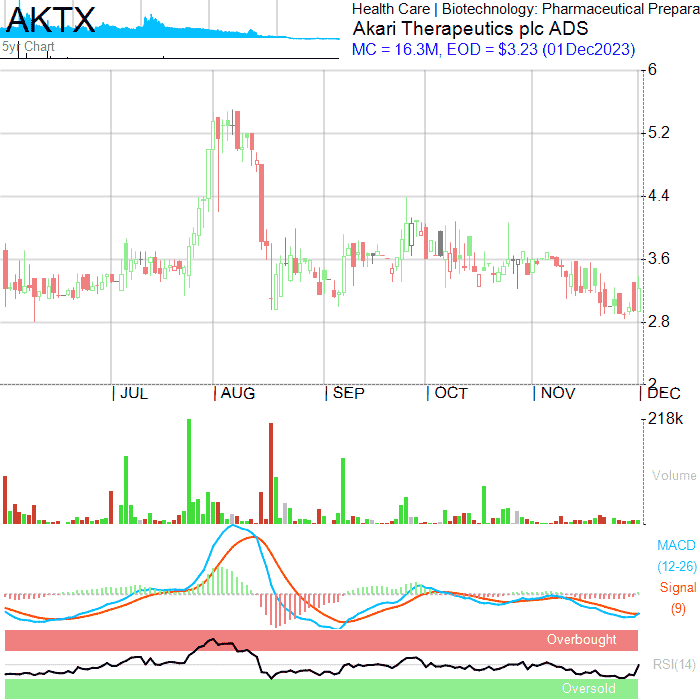 AKTX
5yr Chart
Health Care | Biotechnology: Pharmaceutical Prepara
Akari Therapeutics plc ADS
MC = 16.3M, EOD = $3.23 (01Dec2023)
6
5.2
4.4
3.6
2.8
2
JUL AUG SEP OCT NOV DEC
218k
Volume
MACD
(12-26)
Signal
(9)
Overbought
RSI(14)
Oversold